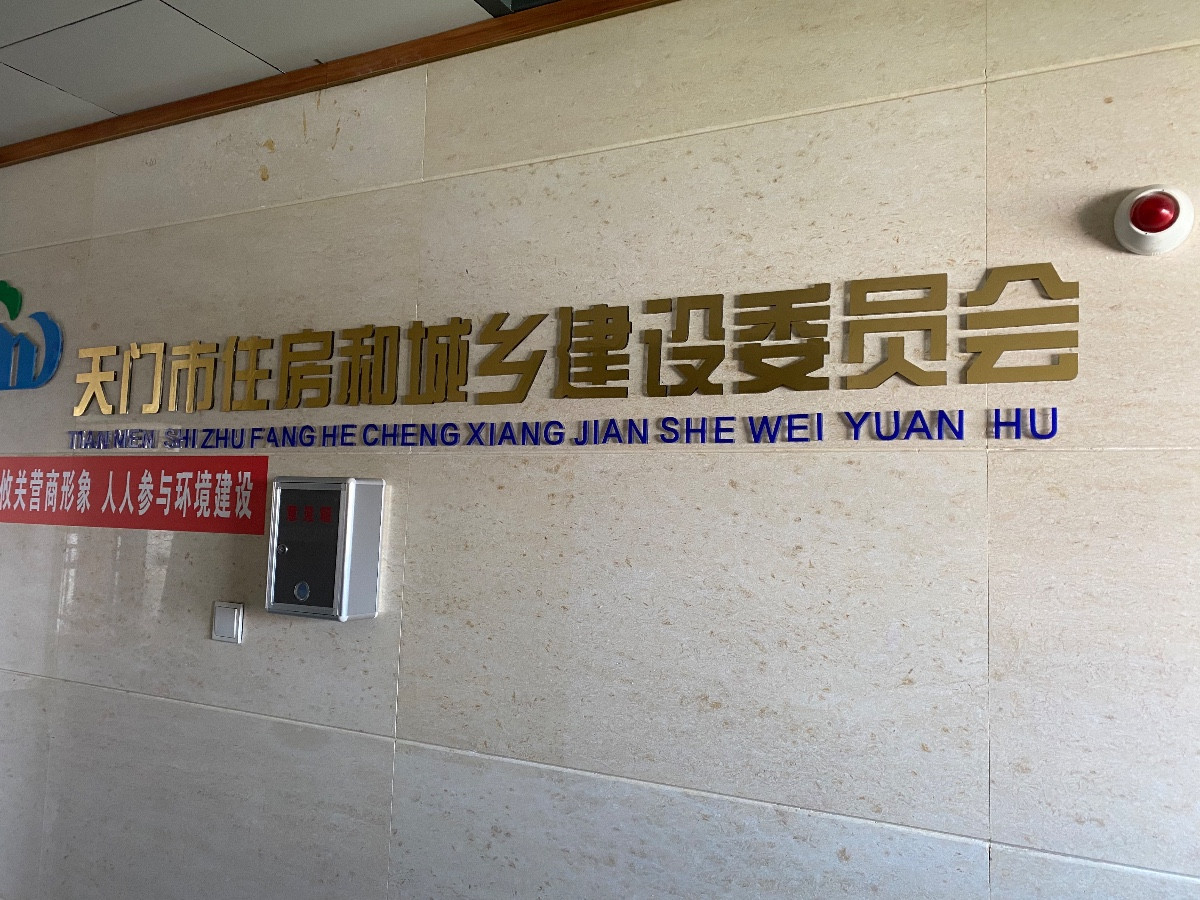 天门市住房和城乡建设委员会
TIAN MEN SHI ZHU FANG HE CHENG XIANG JIAN SHE WEI YUAN HU
攸关营商形象 人人参与环境建设